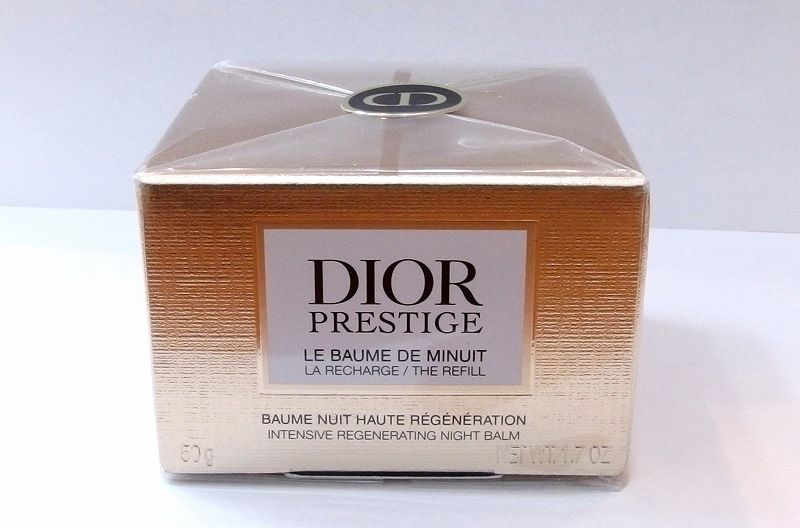 DIOR
PRESTIGE
LE BAUME DE MINUIT
LA RECHARGE / THE REFILL
BAUME NUIT HAUTE RÉGÉNÉRATION
INTENSIVE REGENERATING NIGHT BALM
50 g
NET WT. 1.7 OZ